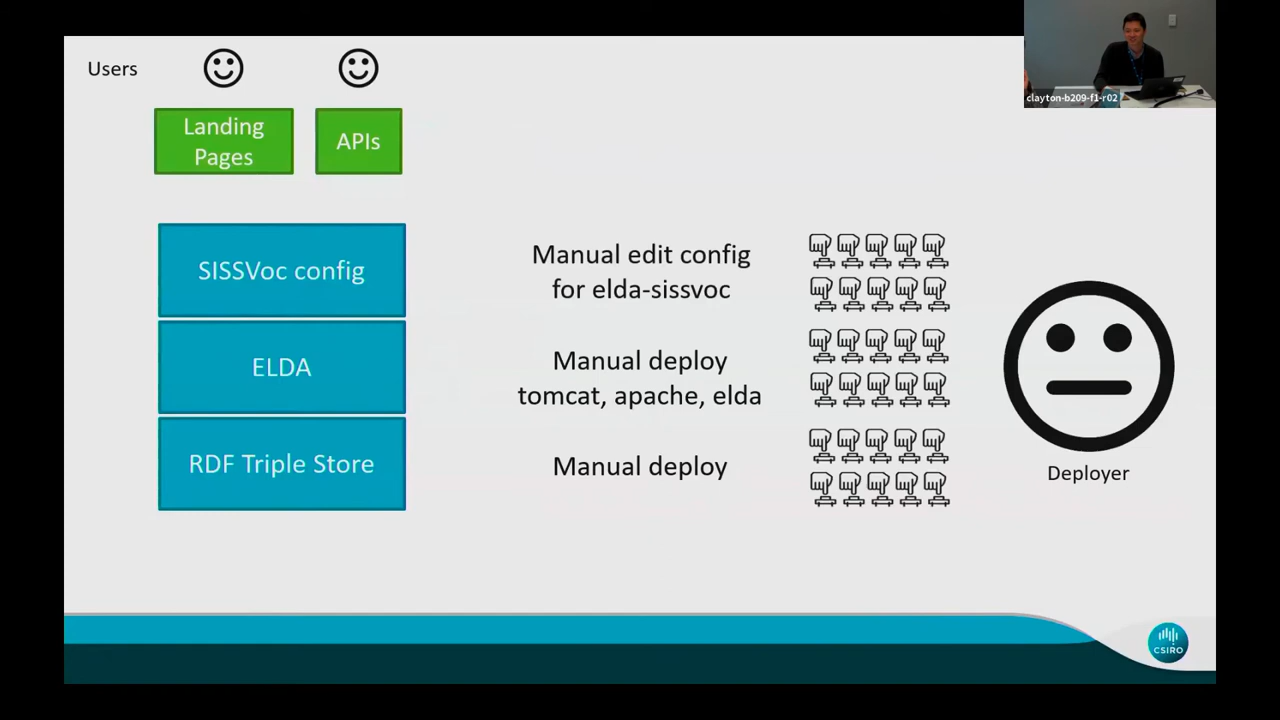 Users
Landing
Pages
APIs
clayton-b209-f1-r02
SISSVoc config
Manual edit config
for elda-sissvoc
ELDA
Manual deploy
tomcat, apache, elda
RDF Triple Store
Manual deploy
Deployer
CSIRO